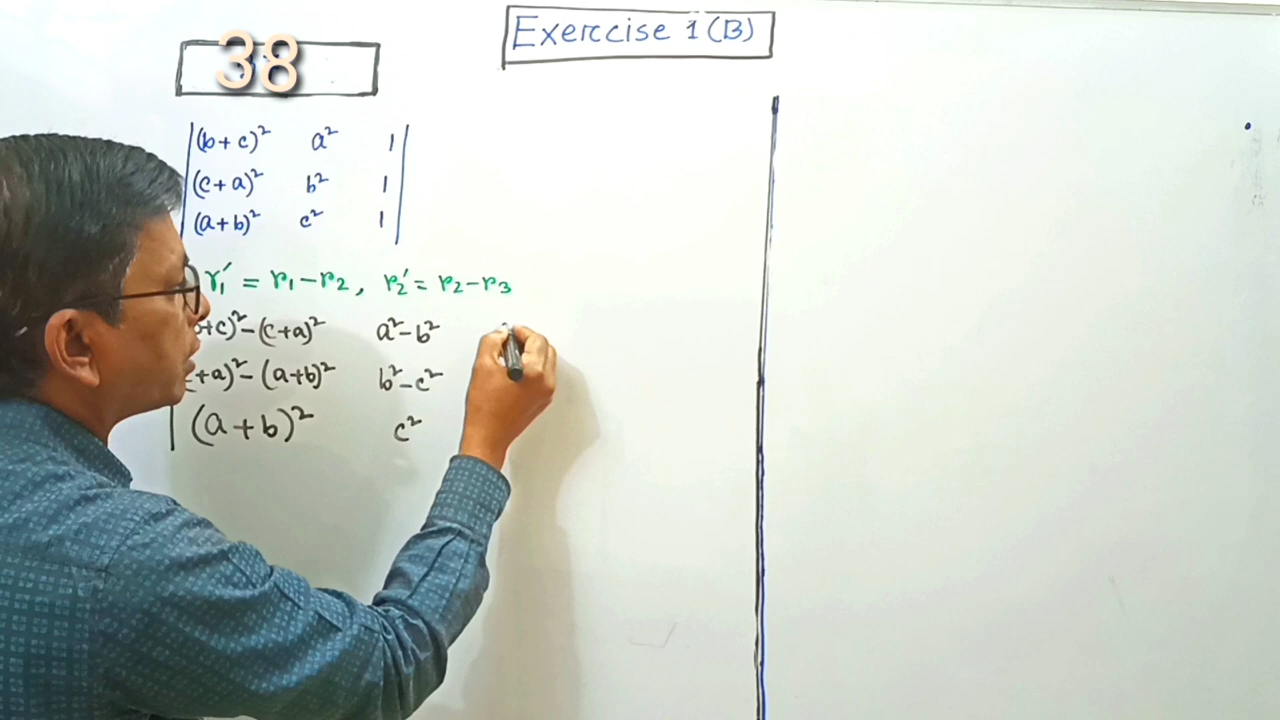 Exerccise 1(B)
38
(b+c)² a² 1
(c+a)² b² 1
(a+b)² c² 1
r₁′ = r₁-r₂, r₂′ = r₂-r₃
+c)²-(c+a)² a²-b²
+a)²-(a+b)² b²-c²
(a+b)² c²